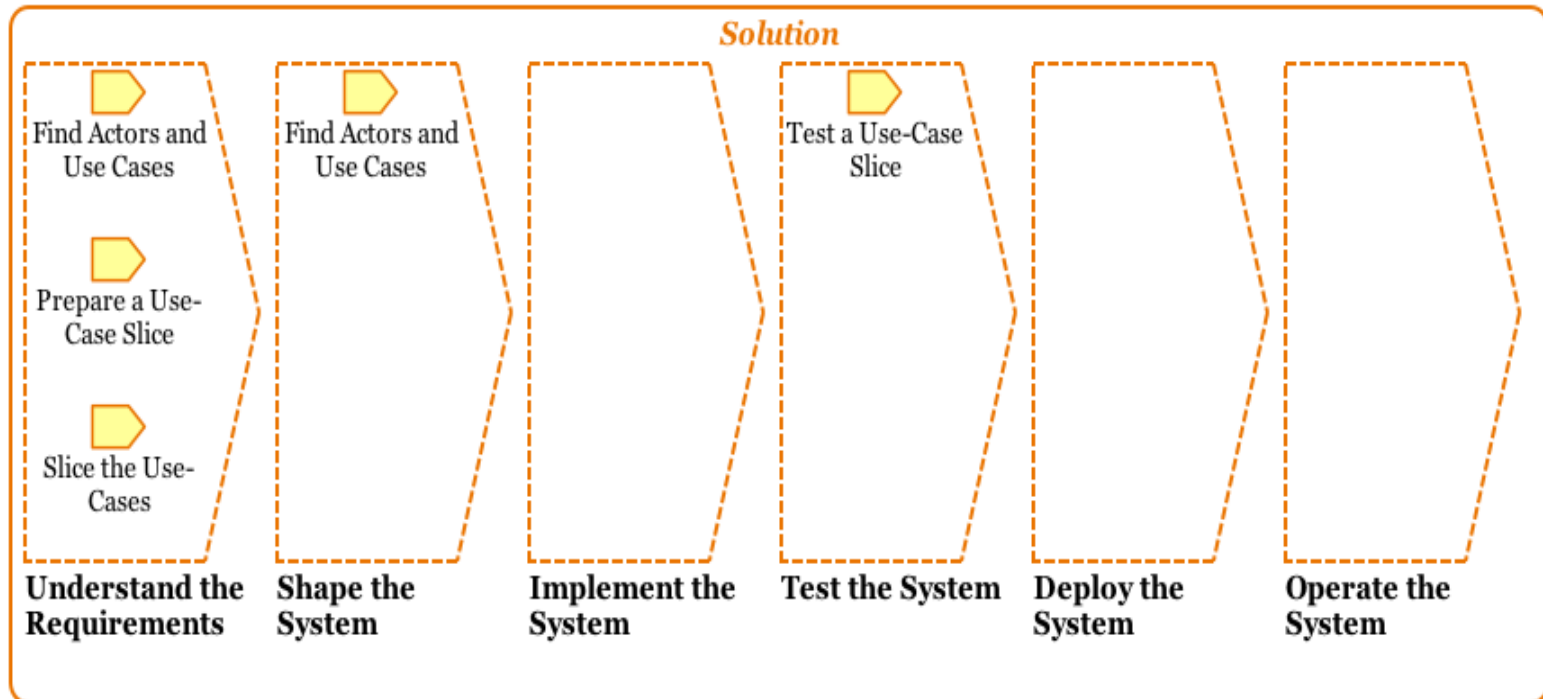 Solution
Find Actors and
Use Cases
Prepare a Use-
Case Slice
Slice the Use-
Cases
Understand the
Requirements
Find Actors and
Use Cases
Shape the
System
Implement the
System
Test a Use-Case
Slice
Test the System
Deploy the
System
Operate the
System